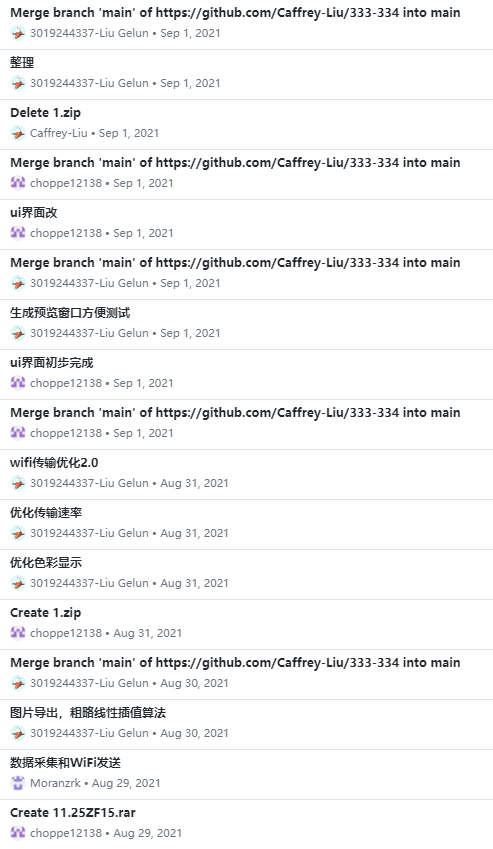 Merge branch 'main' of https://github.com/Caffrey-Liu/333-334 into main
3019244337-Liu Gelun • Sep 1, 2021
整理
3019244337-Liu Gelun • Sep 1, 2021
Delete 1.zip
Caffrey-Liu • Sep 1, 2021
Merge branch 'main' of https://github.com/Caffrey-Liu/333-334 into main
choppe12138 • Sep 1, 2021
ui界面改
choppe12138 • Sep 1, 2021
Merge branch 'main' of https://github.com/Caffrey-Liu/333-334 into main
3019244337-Liu Gelun • Sep 1, 2021
生成预览窗口方便测试
3019244337-Liu Gelun • Sep 1, 2021
ui界面初步完成
choppe12138 • Sep 1, 2021
Merge branch 'main' of https://github.com/Caffrey-Liu/333-334 into main
choppe12138 • Sep 1, 2021
wifi传输优化2.0
3019244337-Liu Gelun • Aug 31, 2021
优化传输速率
3019244337-Liu Gelun • Aug 31, 2021
优化色彩显示
3019244337-Liu Gelun • Aug 31, 2021
Create 1.zip
choppe12138 • Aug 31, 2021
Merge branch 'main' of https://github.com/Caffrey-Liu/333-334 into main
3019244337-Liu Gelun • Aug 30, 2021
图片导出，粗略线性插值算法
3019244337-Liu Gelun • Aug 30, 2021
数据采集和WiFi发送
Moranzrk • Aug 29, 2021
Create 11.25ZF15.rar
choppe12138 • Aug 29, 2021